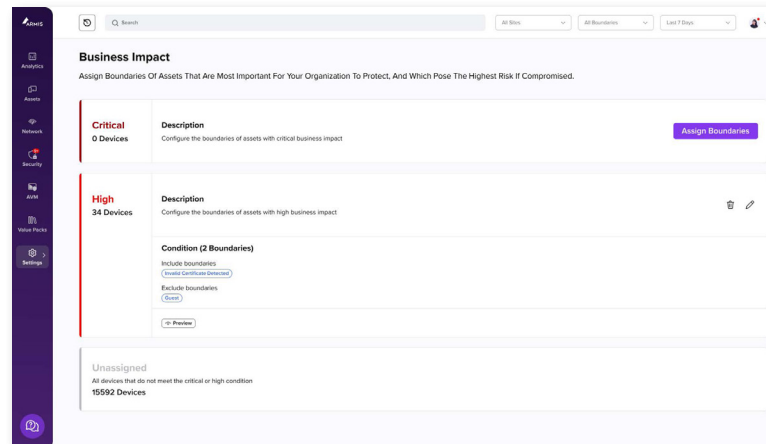 ARMIS
Search
All Sites
All Boundaries
Last 7 Days
Analytics
Assets
Network
Security
AVM
Value Packs
Settings
Business Impact
Assign Boundaries Of Assets That Are Most Important For Your Organization To Protect, And Which Pose The Highest Risk If Compromised.
Critical
0 Devices
Description
Configure the boundaries of assets with critical business impact
Assign Boundaries
High
34 Devices
Description
Configure the boundaries of assets with high business impact
Condition (2 Boundaries)
Include boundaries
Invalid Certificate Detected
Exclude boundaries
Guest
Preview
Unassigned
All devices that do not meet the critical or high condition
15592 Devices